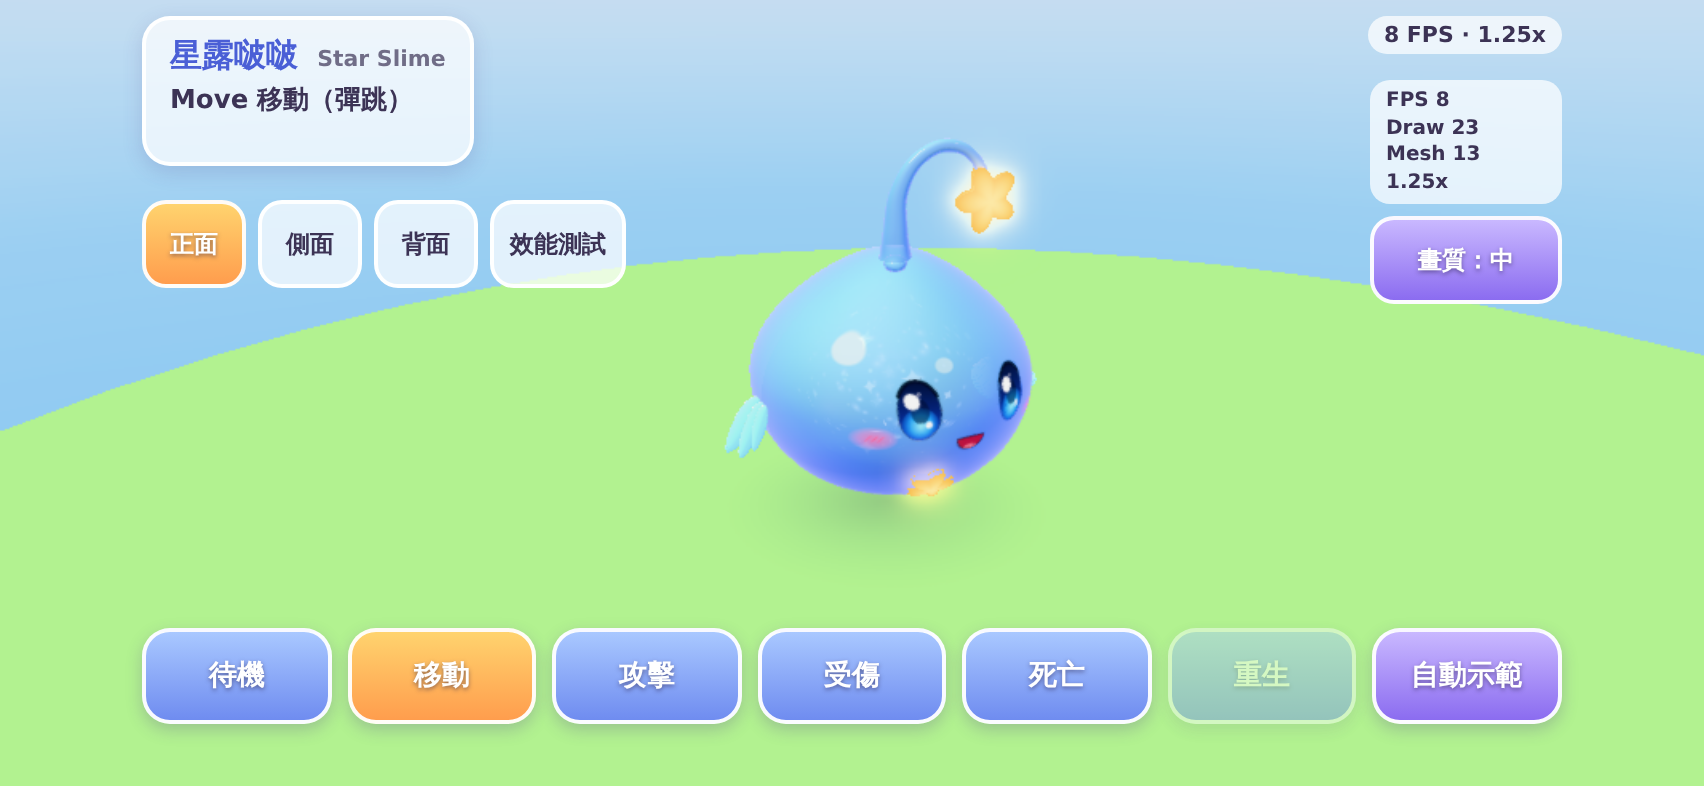 星露啵啵 Star Slime
Move 移動（彈跳）
8 FPS · 1.25x
FPS 8
Draw 23
Mesh 13
1.25x
正面 側面 背面 效能測試
畫質：中
待機 移動 攻擊 受傷 死亡 重生 自動示範